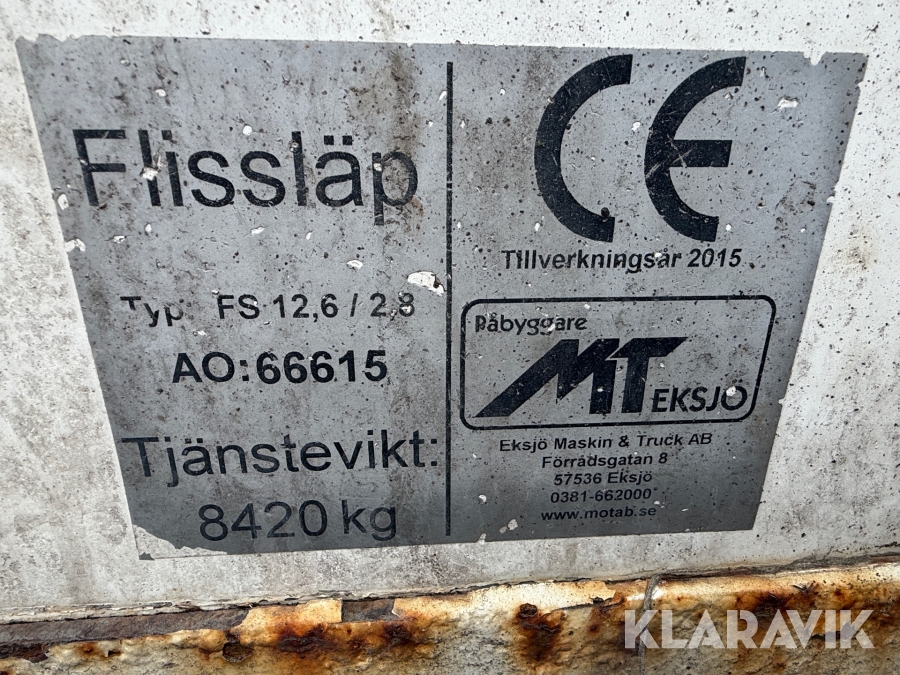 Flissläp
Typ: FS 12,6 / 2,8
AO:66615
Tjänstevikt:
8420 kg
CE
Tillverkningsår 2015
Påbyggare
MT EKSJÖ
Eksjö Maskin & Truck AB
Förrådsgatan 8
57536 Eksjö
0381-662000
www.motab.se
KLARAVIK